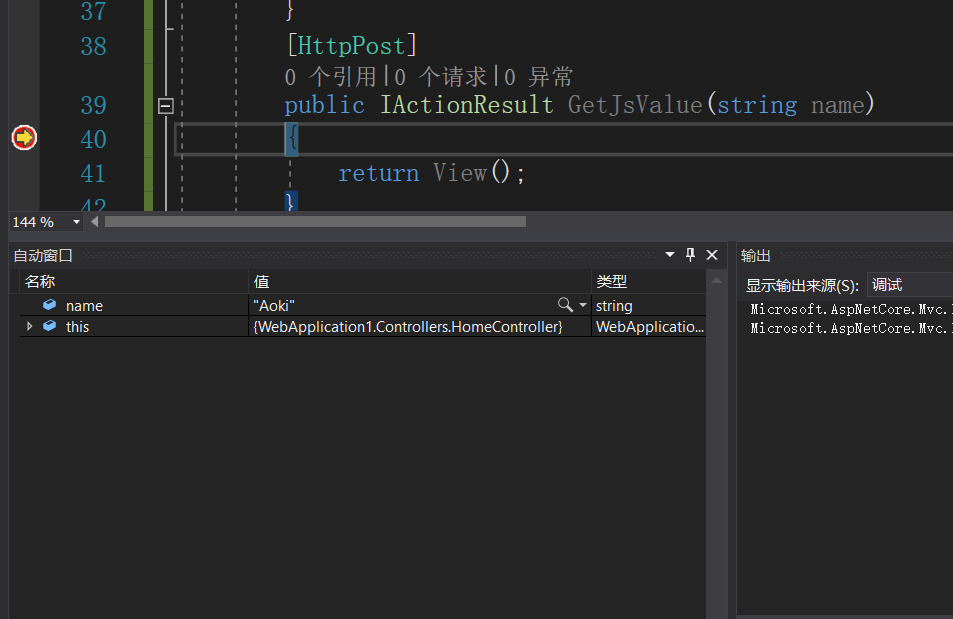 37 }
38 [HttpPost]
0 个引用|0 个请求|0 异常
39 public IActionResult GetJsValue(string name)
40 {
41 return View();
42 }
144 %
自动窗口
名称 值 类型
name "Aoki" string
this {WebApplication1.Controllers.HomeController} WebApplicatio...
输出
显示输出来源(S): 调试
Microsoft.AspNetCore.Mvc.
Microsoft.AspNetCore.Mvc.